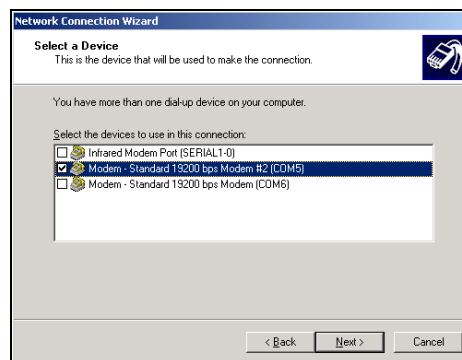 Network Connection Wizard
Select a Device
This is the device that will be used to make the connection.
You have more than one dial-up device on your computer.
Select the devices to use in this connection:
Infrared Modem Port (SERIAL1-0)
Modem - Standard 19200 bps Modem #2 (COM5)
Modem - Standard 19200 bps Modem (COM6)
< Back
Next >
Cancel